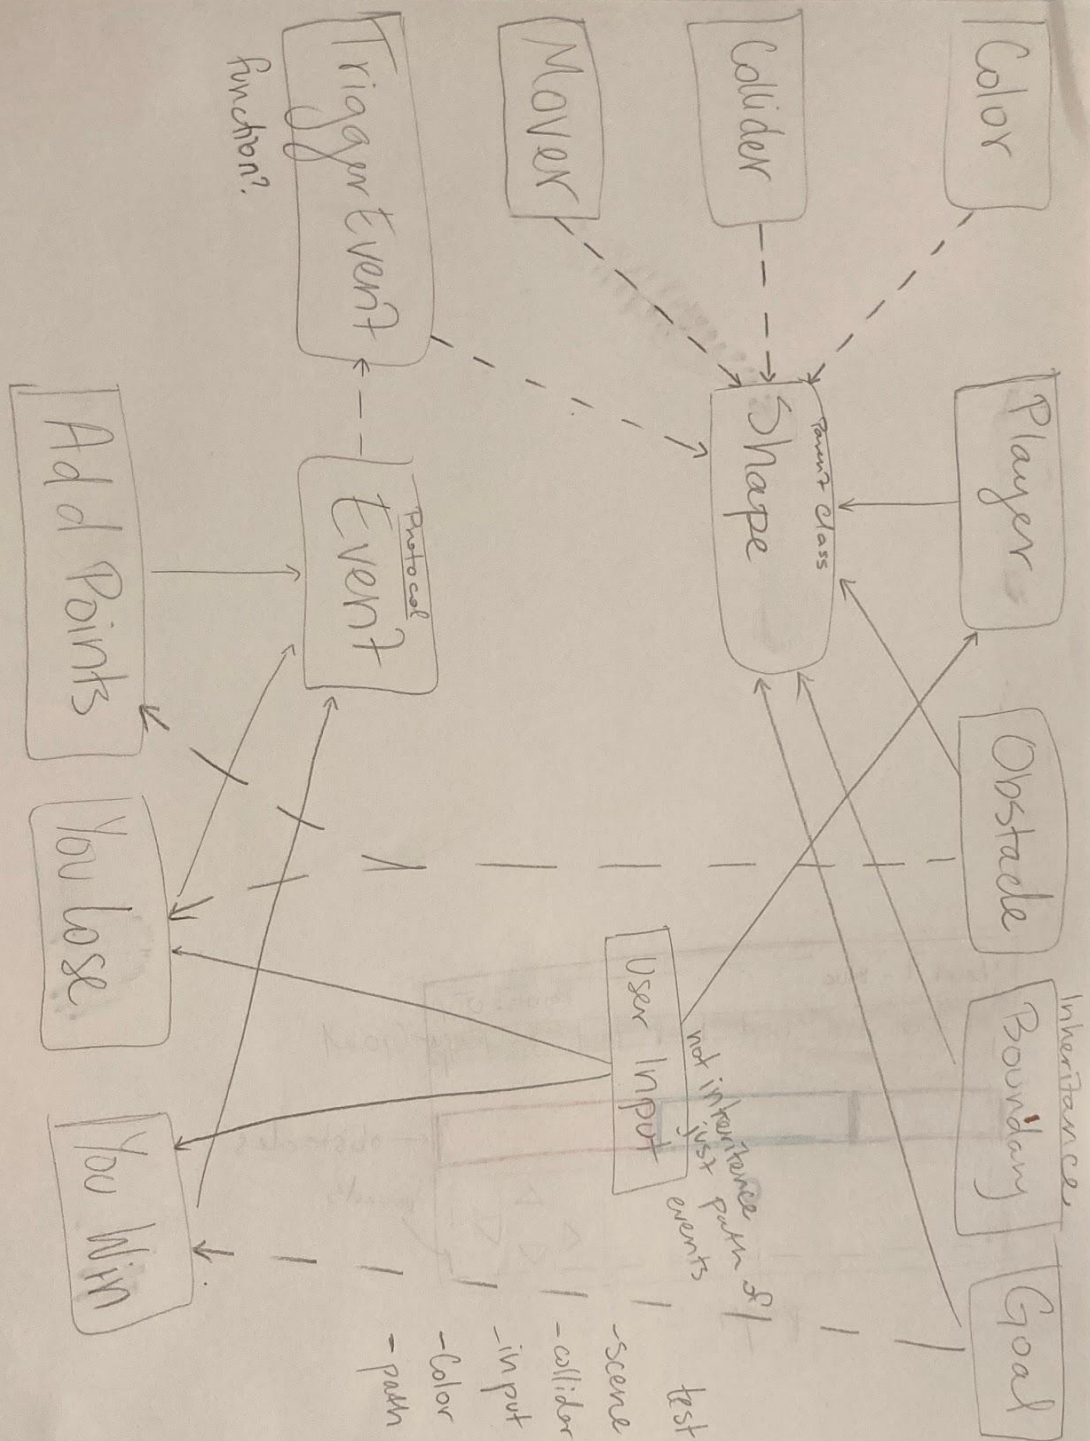 Inheritance
Player
Obstacle
Boundary
Goal
Color
Parent class
Shape
Collider
not inheritence
just path of
events
User Input
Mover
test
-scene
-collider
-input
-Color
-path
Trigger Event
function?
Protocol
Event
Add Points
You Lose
You Win